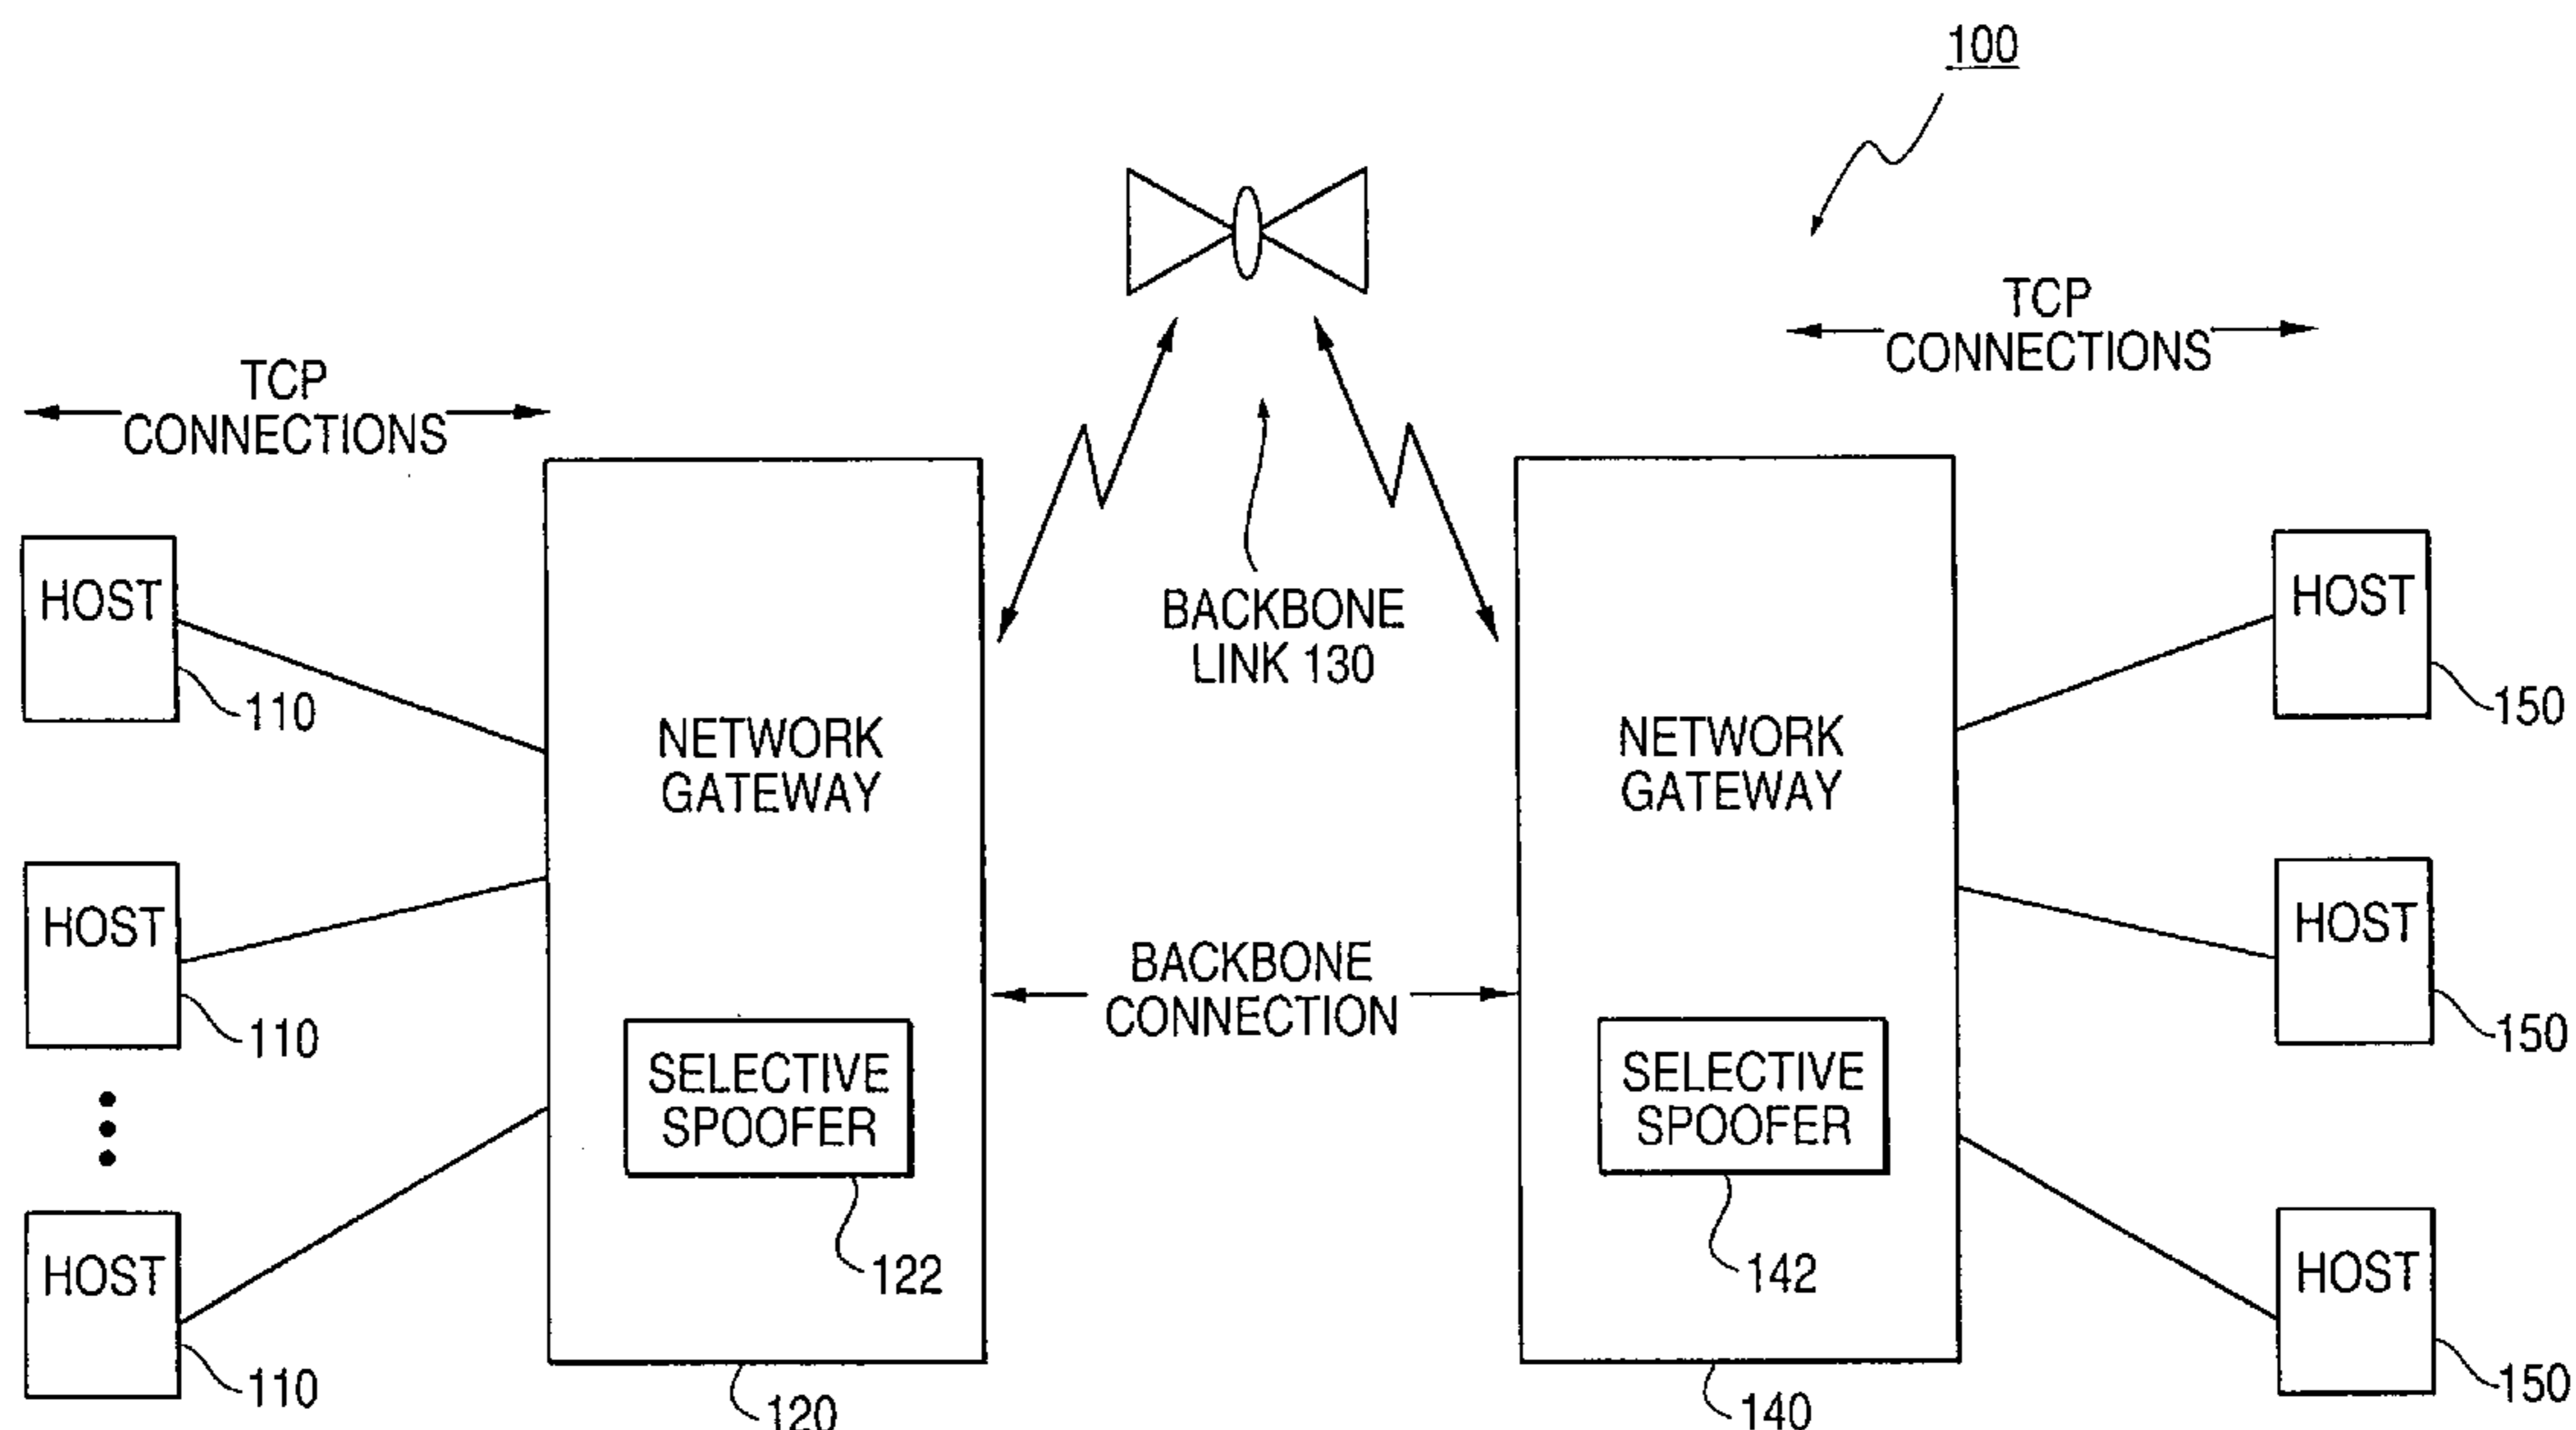 100
TCP
CONNECTIONS
TCP
CONNECTIONS
BACKBONE
LINK 130
HOST
110
HOST
110
HOST
110
NETWORK
GATEWAY
SELECTIVE
SPOOFER
122
120
BACKBONE
CONNECTION
NETWORK
GATEWAY
SELECTIVE
SPOOFER
142
140
HOST
150
HOST
150
HOST
150